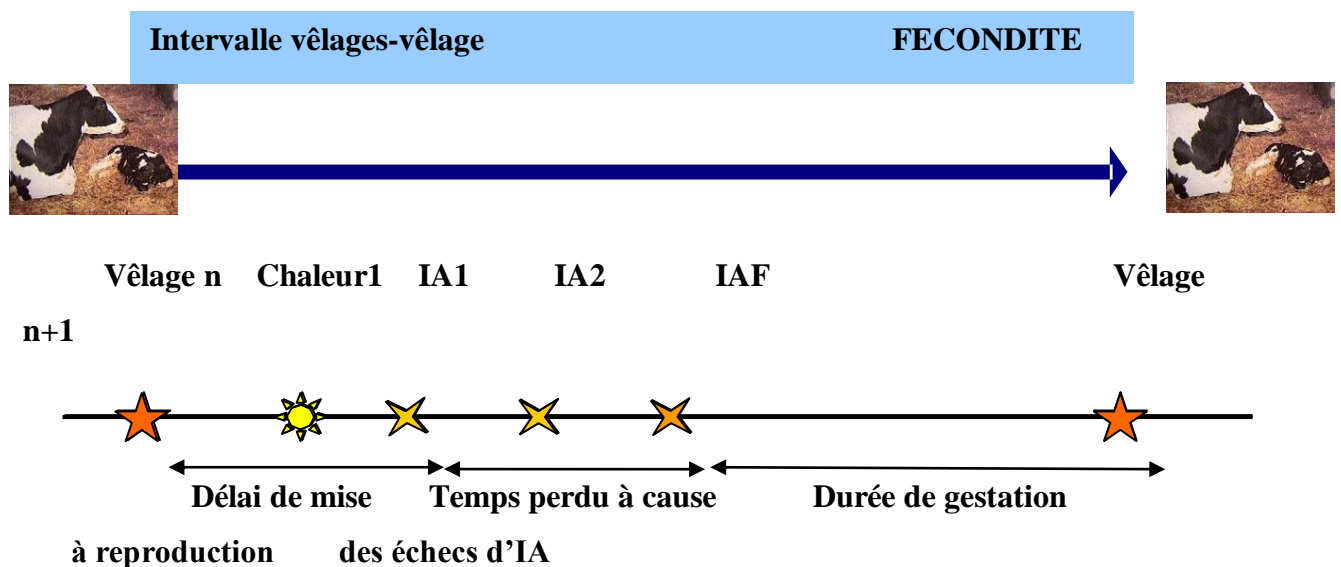 Intervalle vêlages-vêlage FECONDITE
Vêlage n Chaleur1 IA1 IA2 IAF Vêlage
n+1
Délai de mise Temps perdu à cause Durée de gestation
à reproduction des échecs d'IA